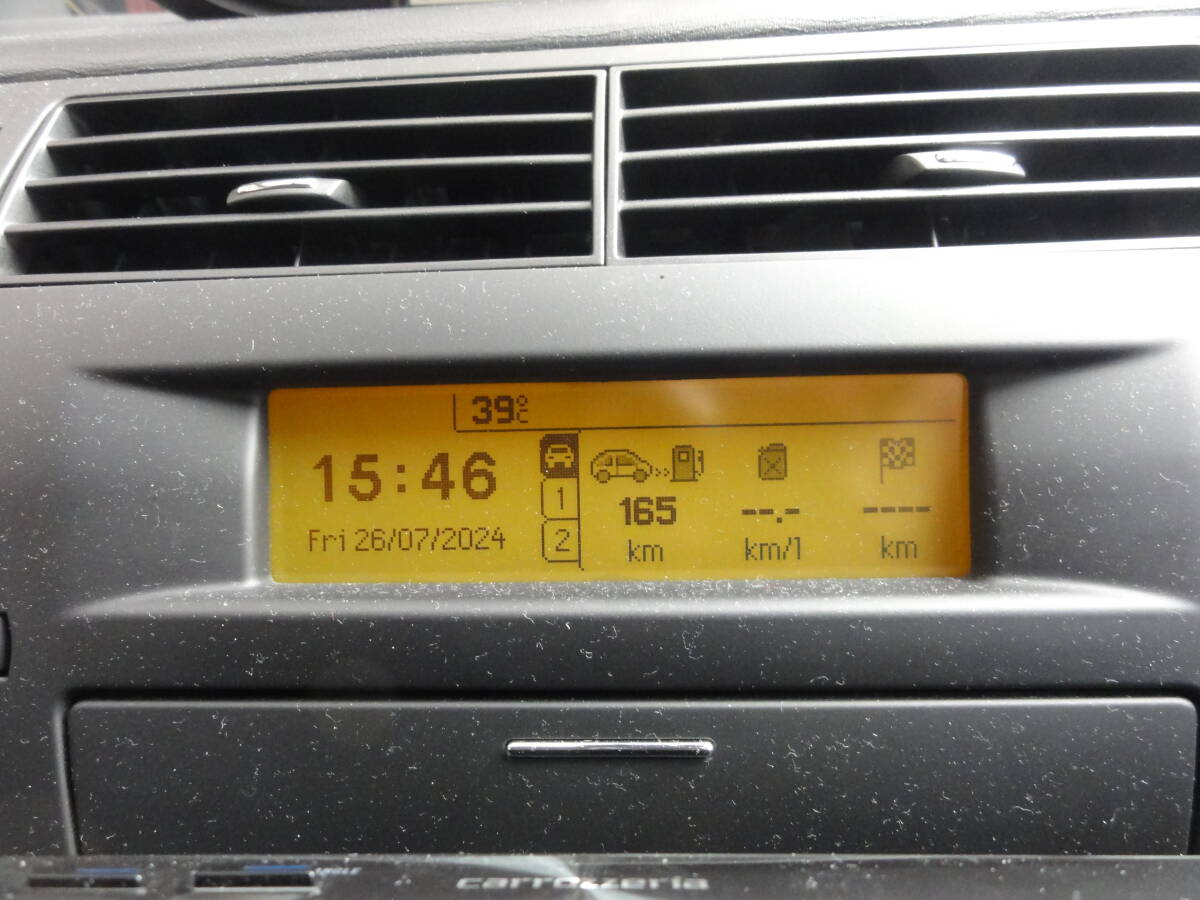 39°C
15:46
Fri 26/07/2024
1
2
165
km
--.-
km/l
----
km
carrozzeria